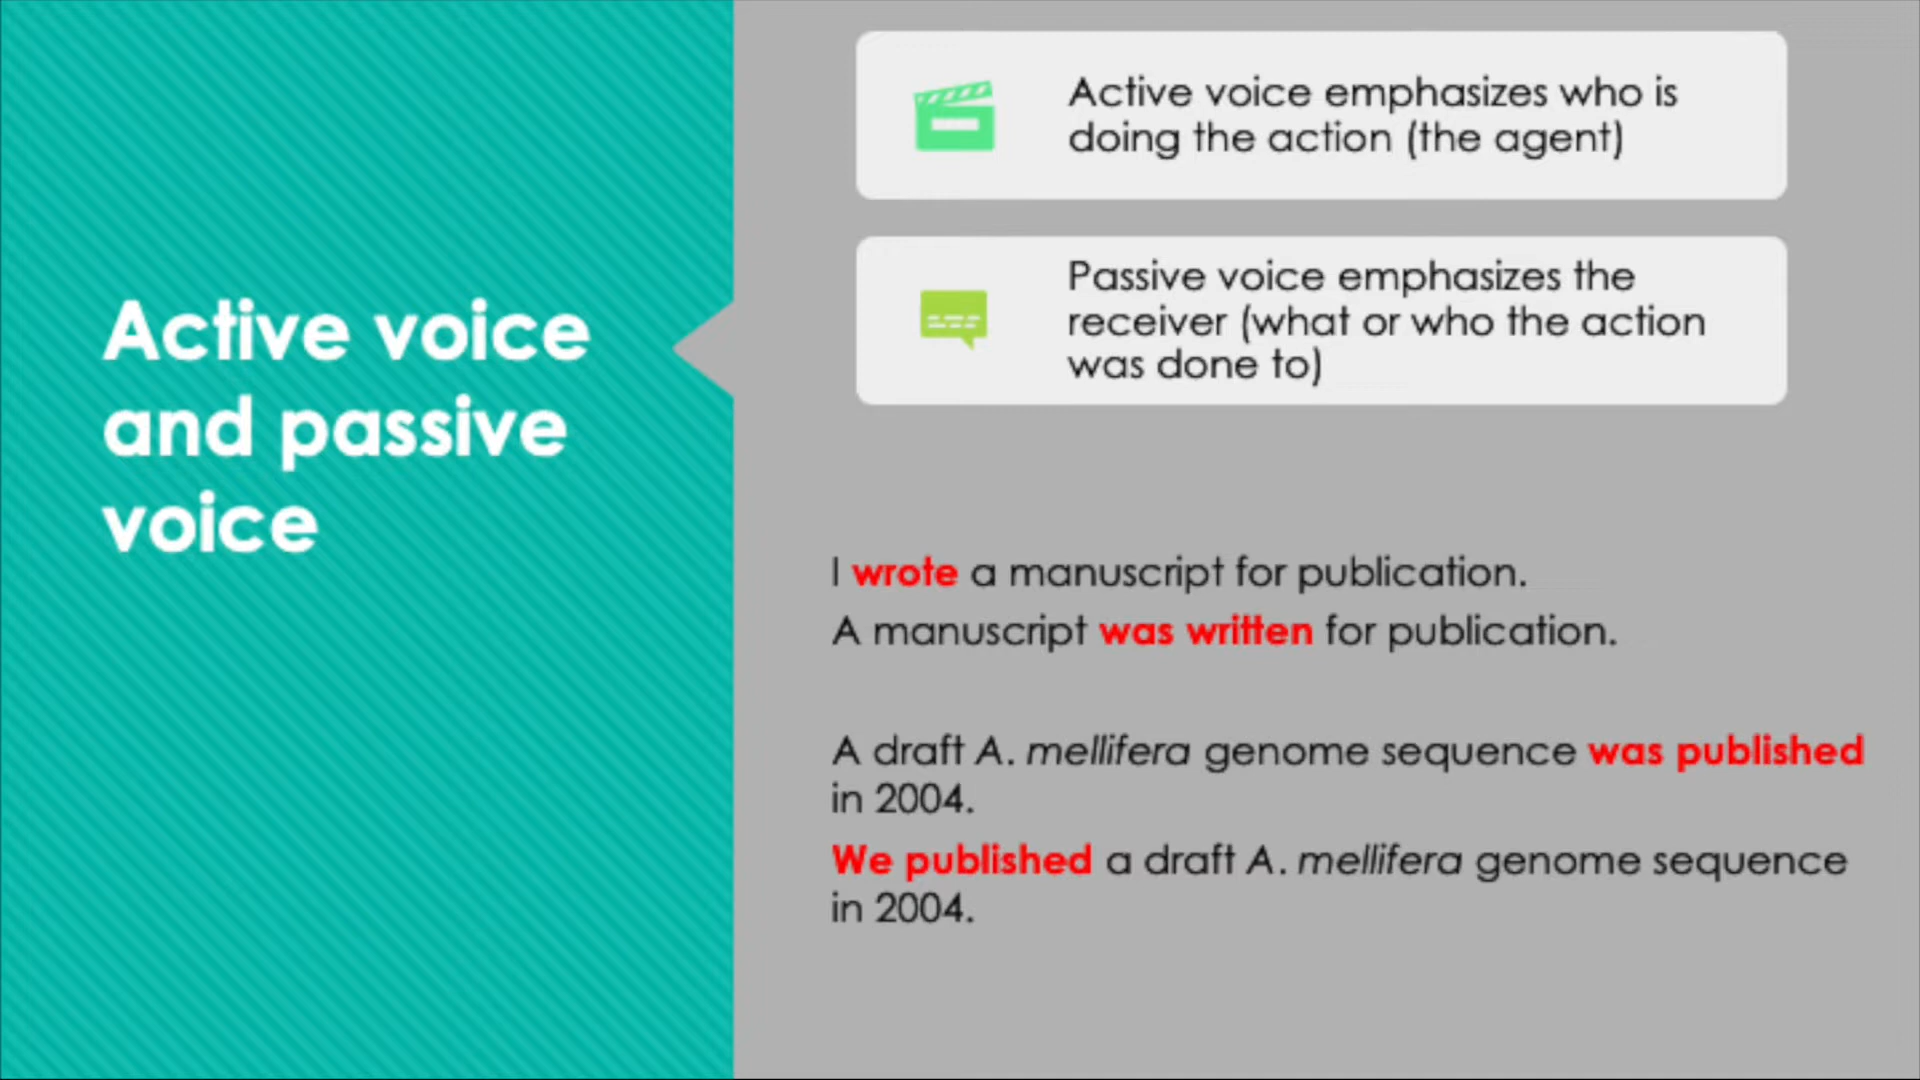 Active voice
and passive
voice
Active voice emphasizes who is
doing the action (the agent)
Passive voice emphasizes the
receiver (what or who the action
was done to)
I wrote a manuscript for publication.
A manuscript was written for publication.
A draft A. mellifera genome sequence was published
in 2004.
We published a draft A. mellifera genome sequence
in 2004.